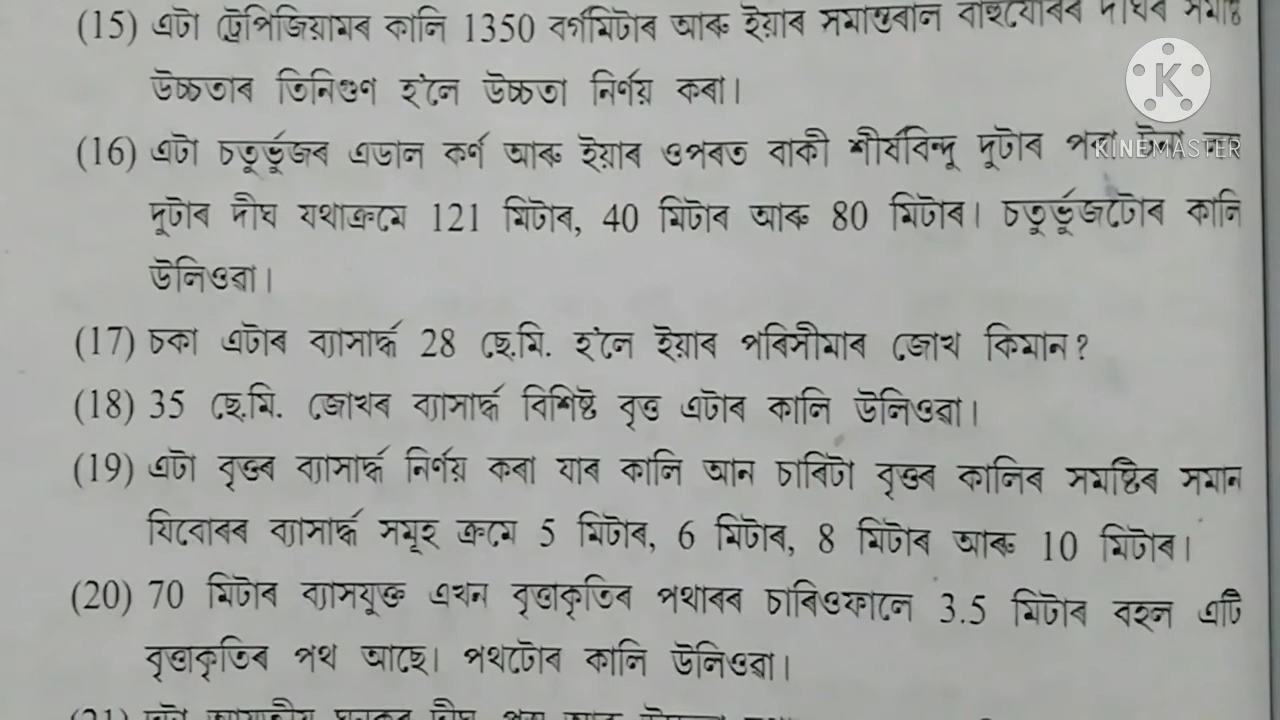 (15) এটা ট্ৰেপিজিয়ামৰ কালি 1350 বৰ্গমিটাৰ আৰু ইয়াৰ সমান্তৰাল বাহুযোৰৰ দীঘৰ সমষ্টি
উচ্চতাৰ তিনিগুণ হ'লে উচ্চতা নিৰ্ণয় কৰা।
K
KINEMASTER
(16) এটা চতুৰ্ভূজৰ এডাল কৰ্ণ আৰু ইয়াৰ ওপৰত বাকী শীৰ্ষবিন্দু দুটাৰ পৰা টনা
দুটাৰ দীঘ যথাক্ৰমে 121 মিটাৰ, 40 মিটাৰ আৰু 80 মিটাৰ। চতুৰ্ভূজটোৰ কালি
উলিওৱা।
(17) চকা এটাৰ ব্যাসাৰ্দ্ধ 28 ছে.মি. হ'লে ইয়াৰ পৰিসীমাৰ জোখ কিমান?
(18) 35 ছে.মি. জোখৰ ব্যাসাৰ্দ্ধ বিশিষ্ট বৃত্ত এটাৰ কালি উলিওৱা।
(19) এটা বৃত্তৰ ব্যাসাৰ্দ্ধ নিৰ্ণয় কৰা যাৰ কালি আন চাৰিটা বৃত্তৰ কালিৰ সমষ্টিৰ সমান
যিবোৰৰ ব্যাসাৰ্দ্ধ সমূহ ক্ৰমে 5 মিটাৰ, 6 মিটাৰ, 8 মিটাৰ আৰু 10 মিটাৰ।
(20) 70 মিটাৰ ব্যাসযুক্ত এখন বৃত্তাকৃতিৰ পথাৰৰ চাৰিওফালে 3.5 মিটাৰ বহল এটি
বৃত্তাকৃতিৰ পথ আছে। পথটোৰ কালি উলিওৱা।